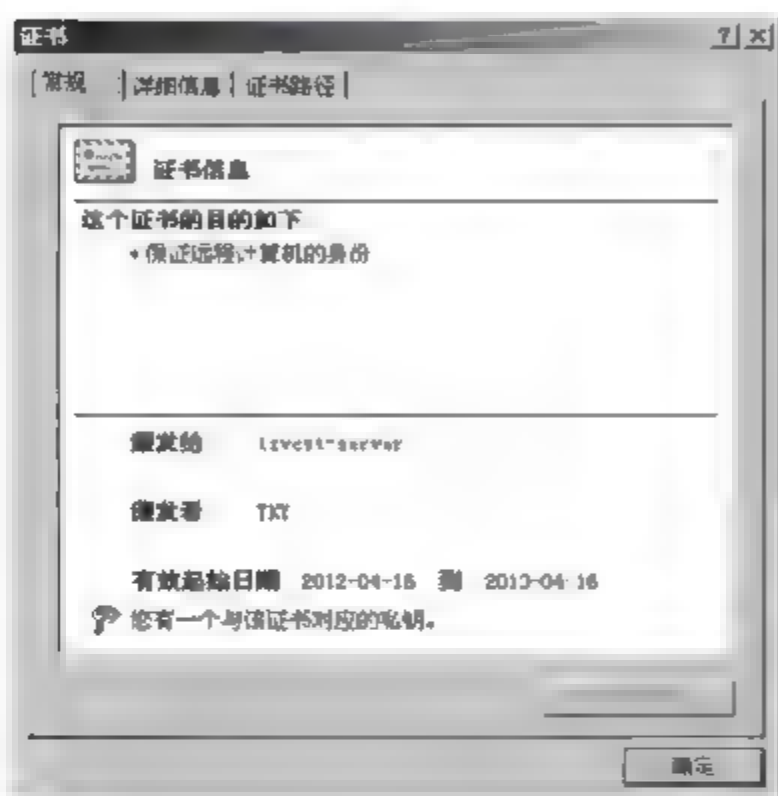 证书
常规 详细信息 证书路径
证书信息
这个证书的目的如下
• 保证远程计算机的身份
颁发给
颁发者
有效起始日期 2012-04-16 到 2013-04-16
您有一个与该证书对应的私钥。
确定